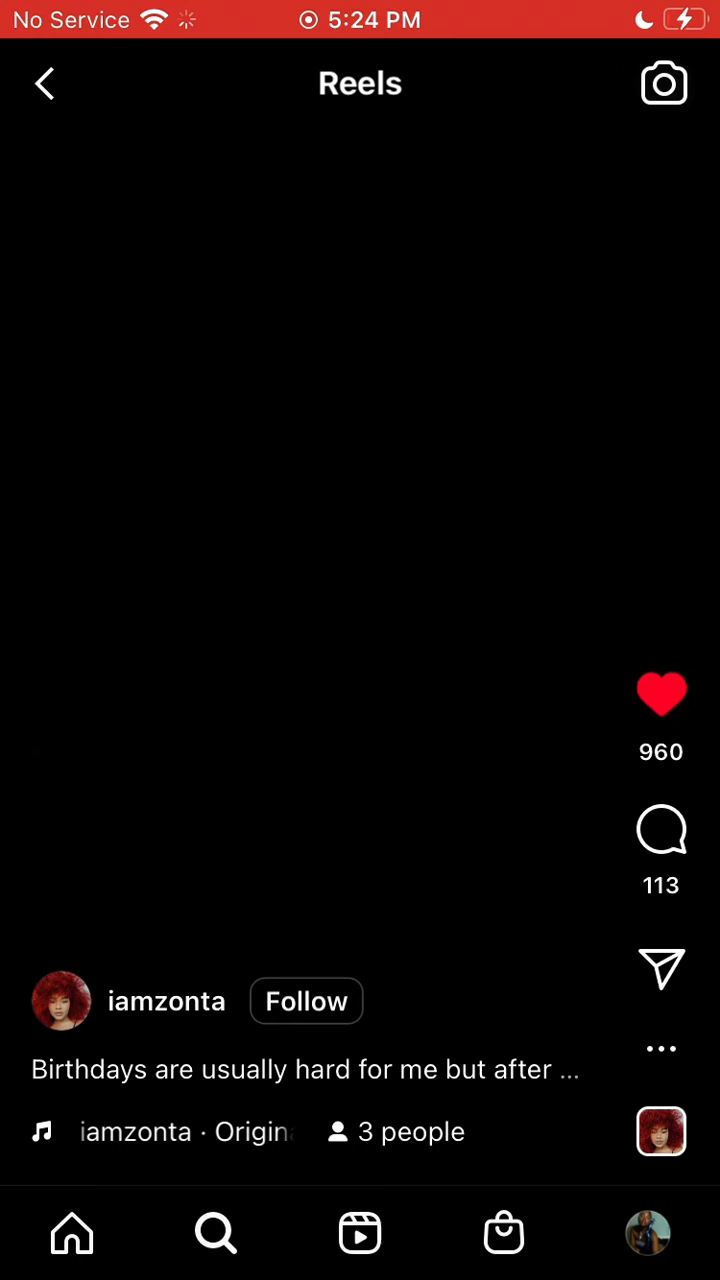 No Service 5:24 PM
Reels
960
113
iamzonta Follow
Birthdays are usually hard for me but after ...
iamzonta · Origin 3 people